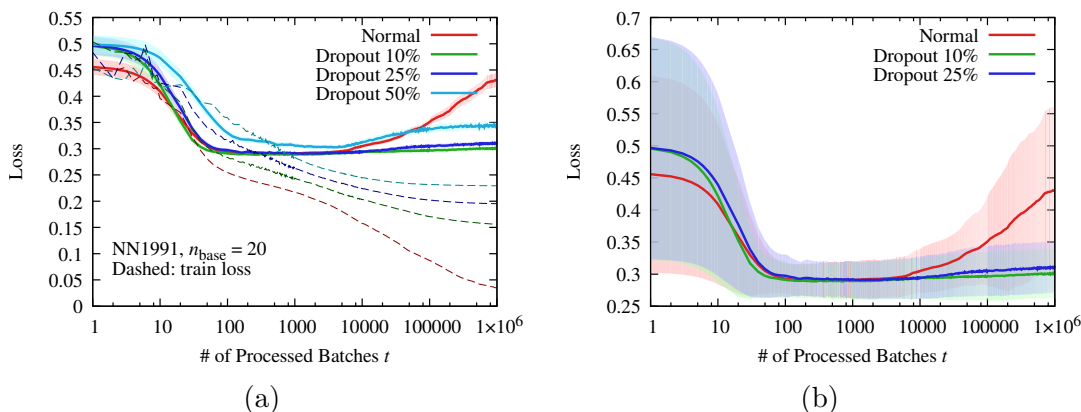 0.55
0.5
0.45
0.4
0.35
0.3
0.25
0.2
0.15
0.1
0.05
0
Loss
Normal
Dropout 10%
Dropout 25%
Dropout 50%
NN1991, n_base = 20
Dashed: train loss
1 10 100 1000 10000 100000 1×10^6
# of Processed Batches t
(a)
0.7
0.65
0.6
0.55
0.5
0.45
0.4
0.35
0.3
0.25
Loss
Normal
Dropout 10%
Dropout 25%
1 10 100 1000 10000 100000 1×10^6
# of Processed Batches t
(b)